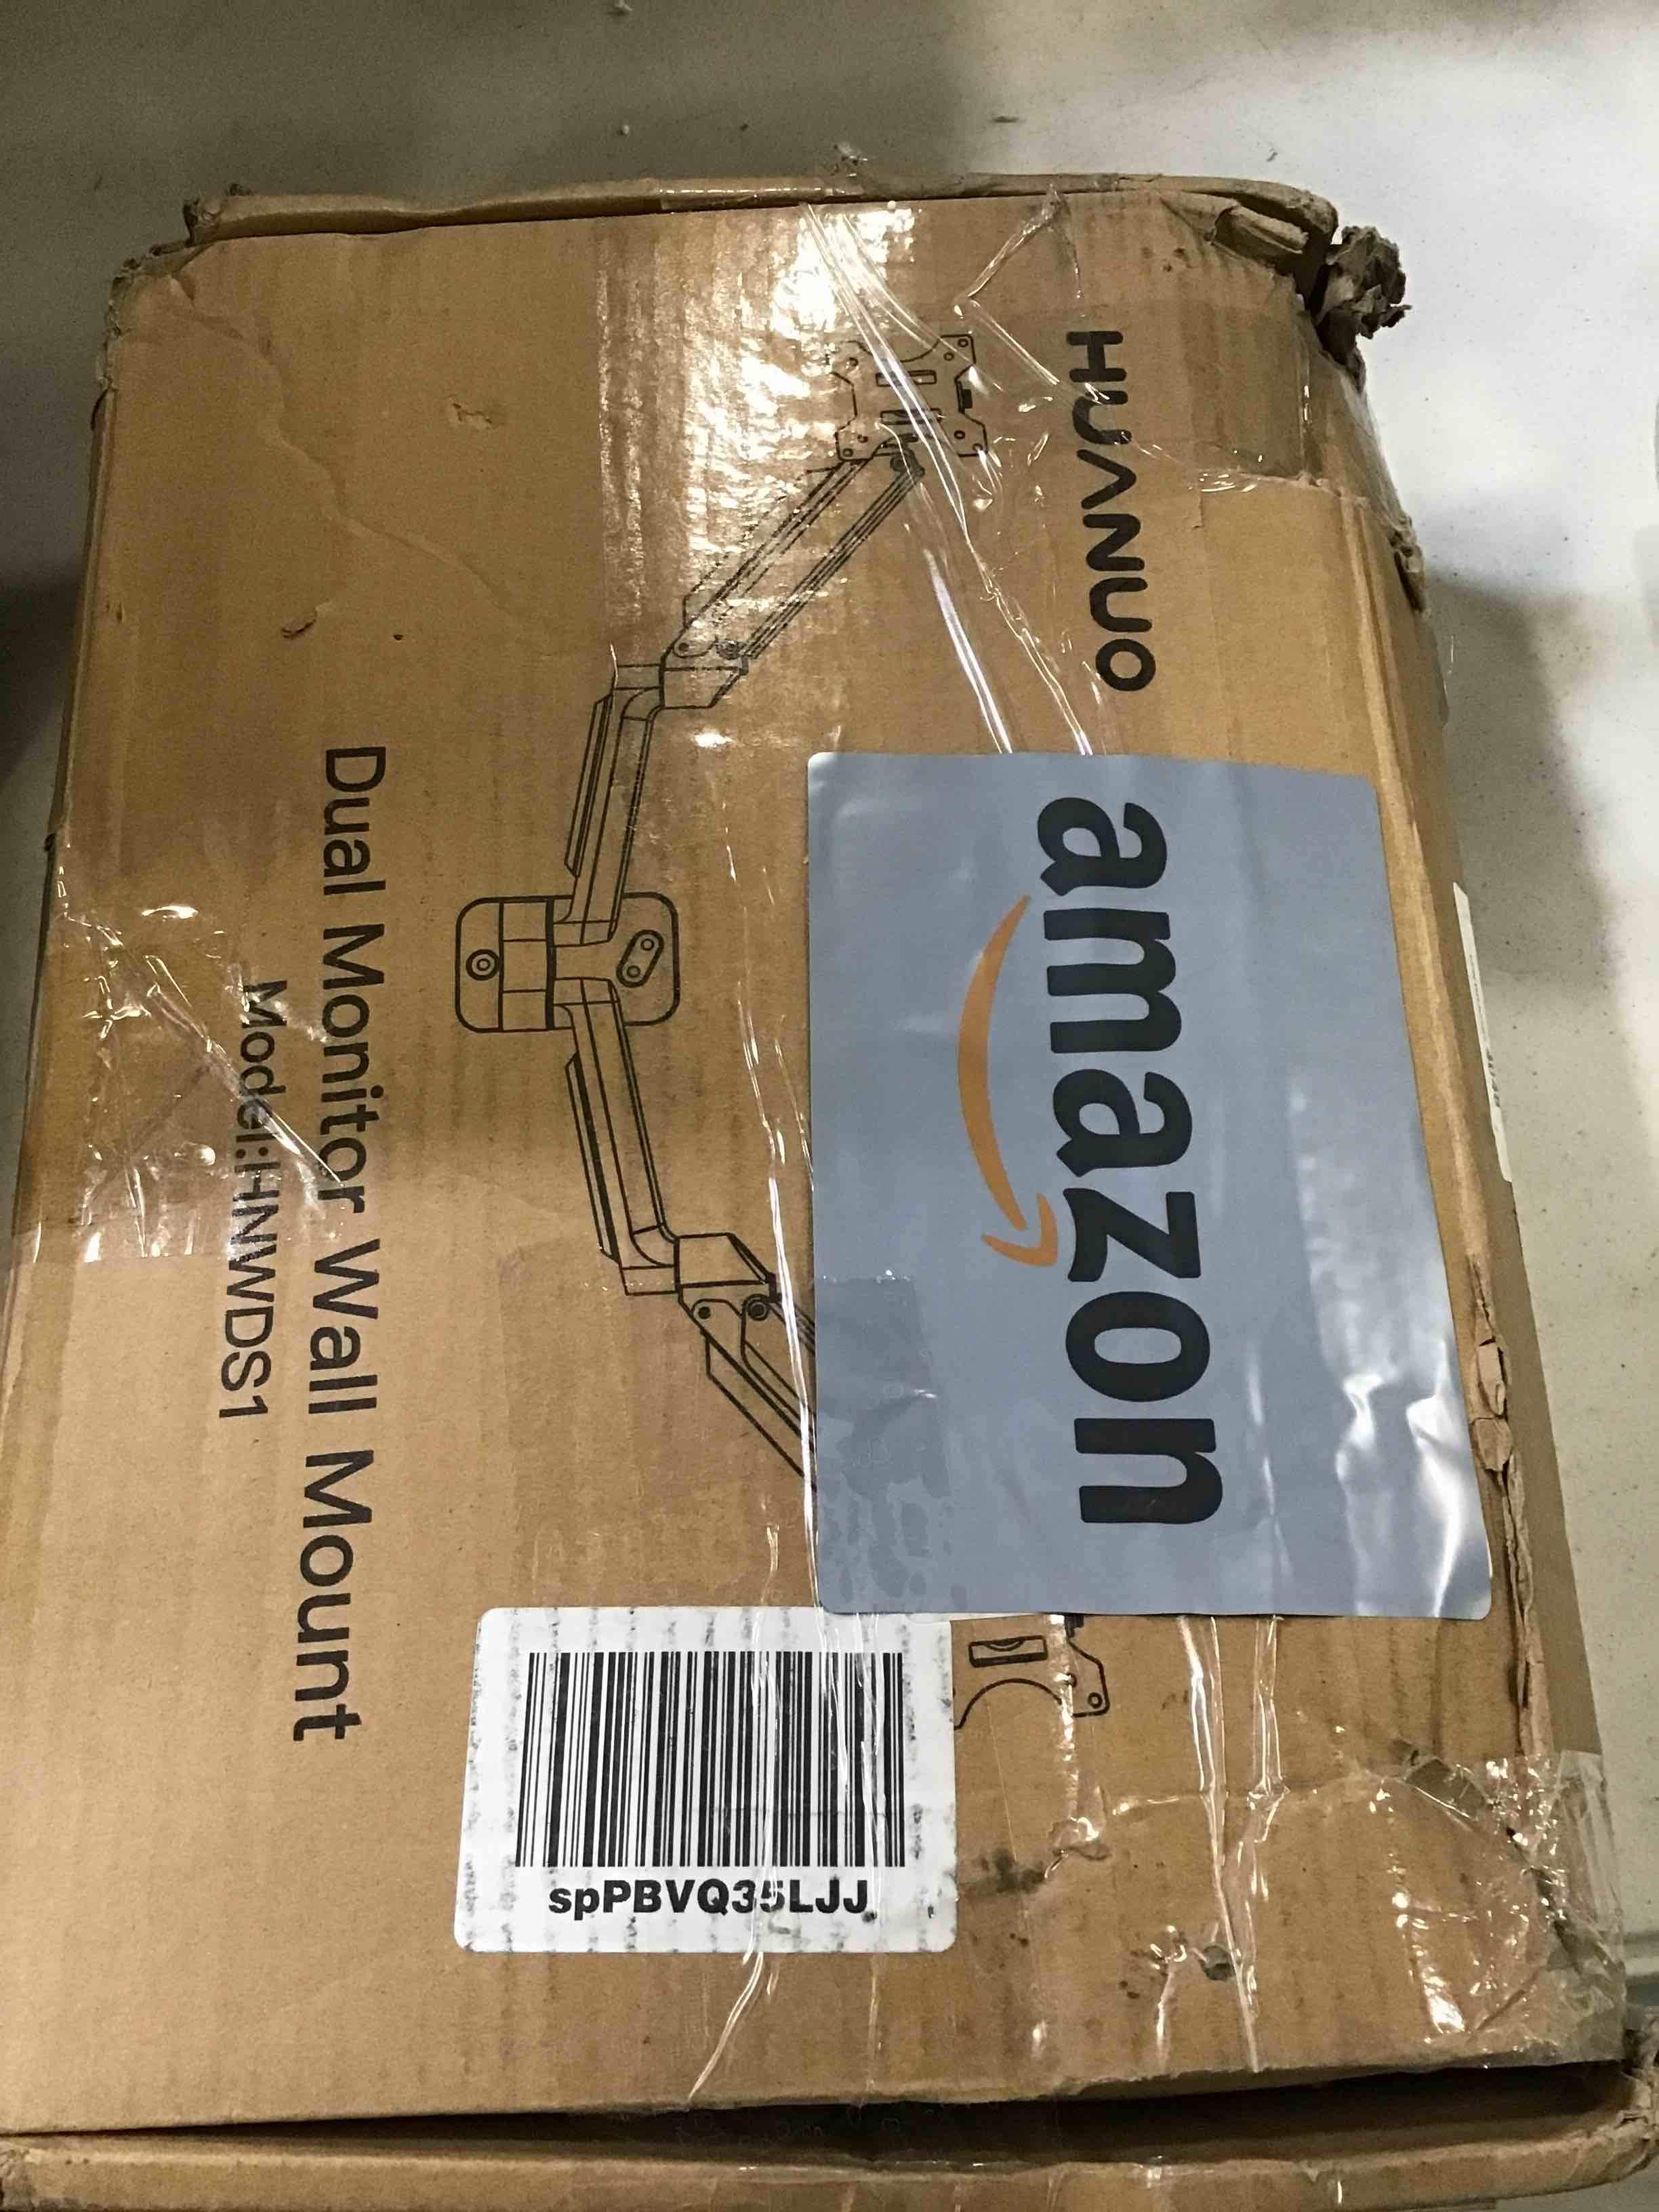 HUANUO
amazon
Dual Monitor Wall Mount
Model:HNWDS1
spPBVQ35LJJ